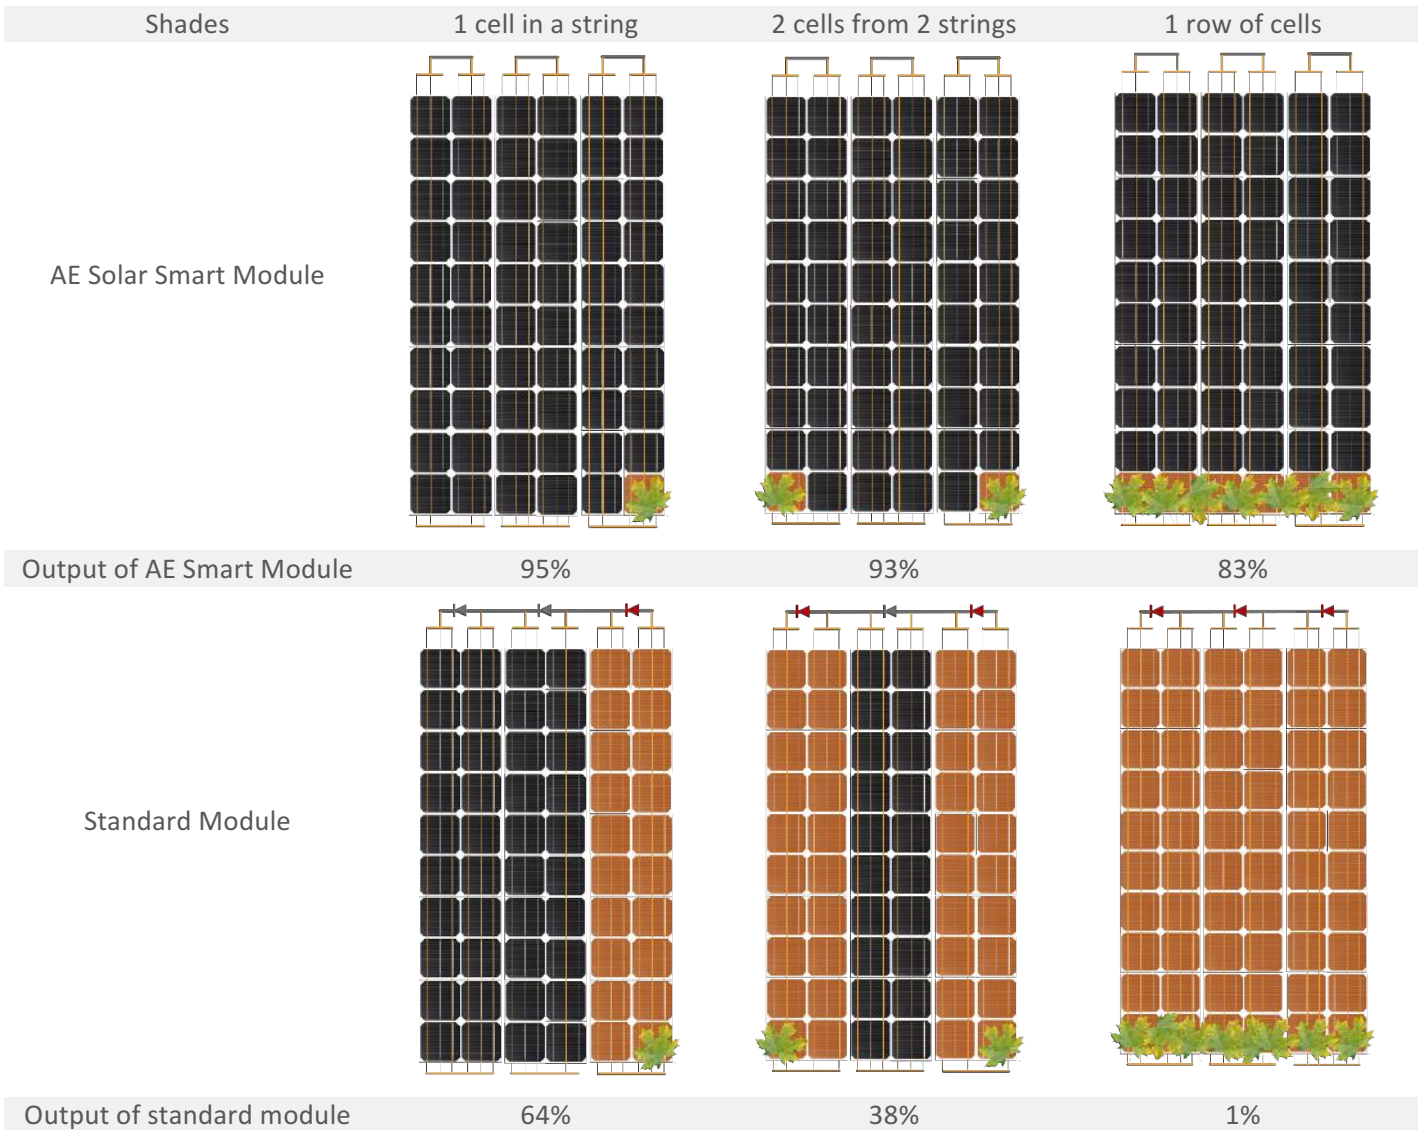 Shades 1 cell in a string 2 cells from 2 strings 1 row of cells
AE Solar Smart Module
Output of AE Smart Module 95% 93% 83%
Standard Module
Output of standard module 64% 38% 1%